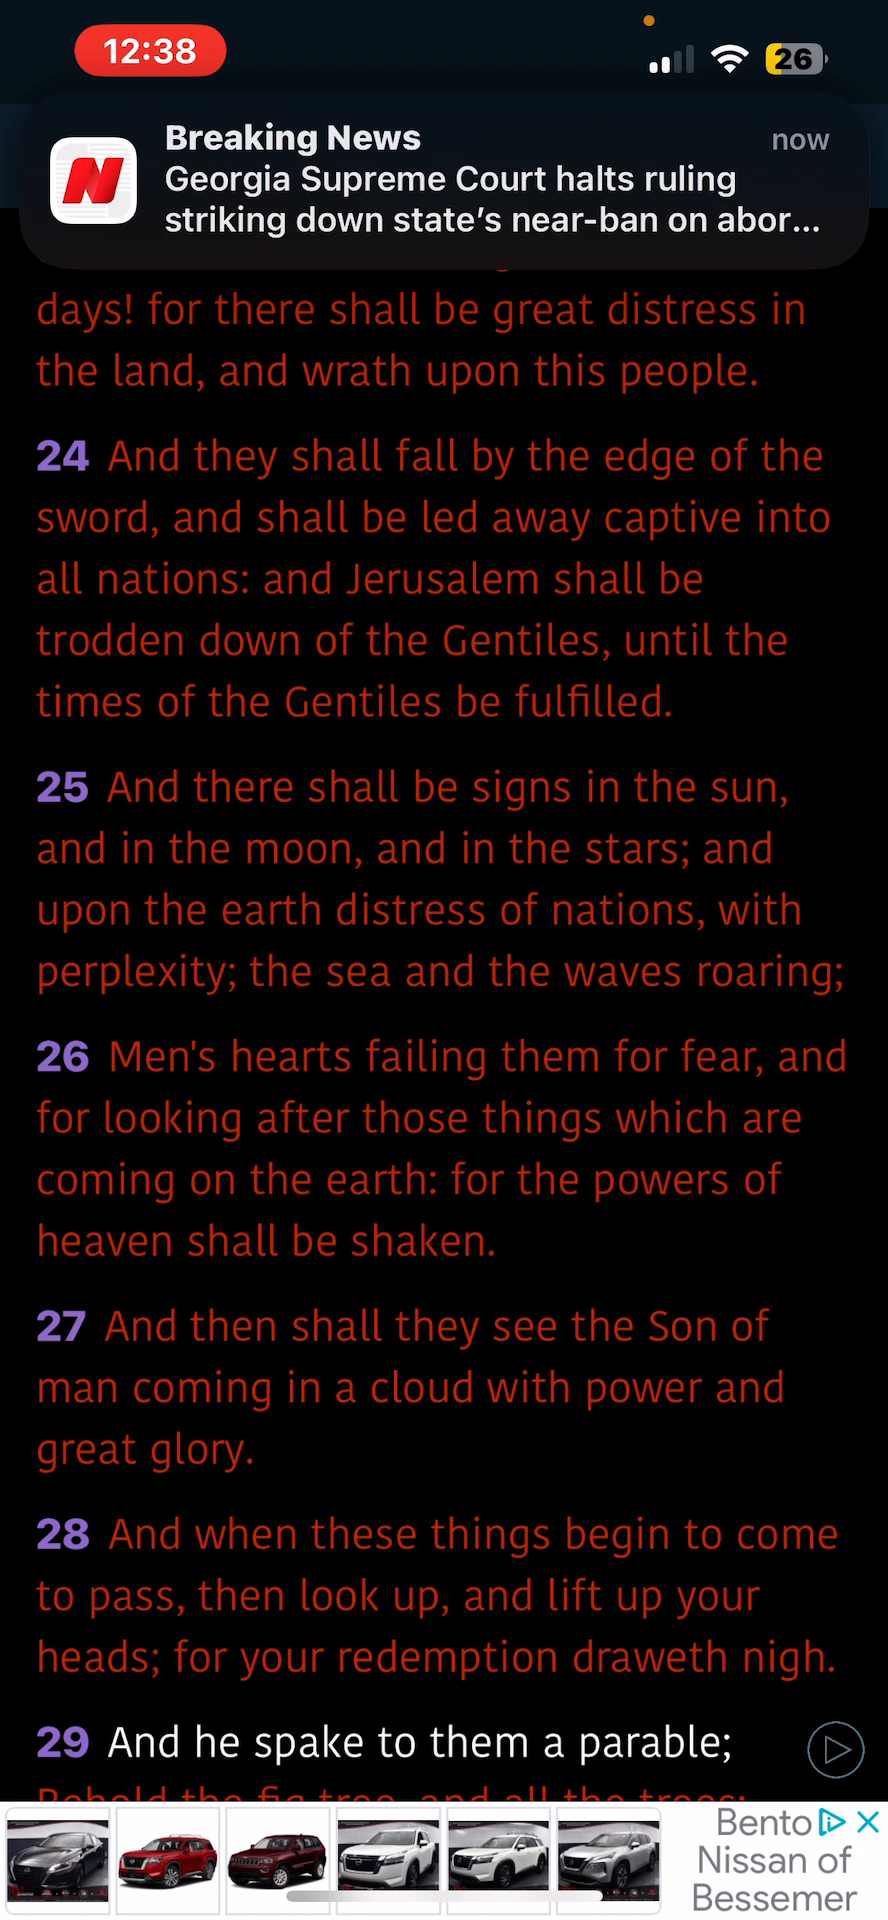 12:38
26
Breaking News
now
Georgia Supreme Court halts ruling
striking down state's near-ban on abor...
days! for there shall be great distress in
the land, and wrath upon this people.
24 And they shall fall by the edge of the
sword, and shall be led away captive into
all nations: and Jerusalem shall be
trodden down of the Gentiles, until the
times of the Gentiles be fulfilled.
25 And there shall be signs in the sun,
and in the moon, and in the stars; and
upon the earth distress of nations, with
perplexity; the sea and the waves roaring;
26 Men's hearts failing them for fear, and
for looking after those things which are
coming on the earth: for the powers of
heaven shall be shaken.
27 And then shall they see the Son of
man coming in a cloud with power and
great glory.
28 And when these things begin to come
to pass, then look up, and lift up your
heads; for your redemption draweth nigh.
29 And he spake to them a parable;
Behold the fig tree, and all the trees;
Bento
Nissan of
Bessemer